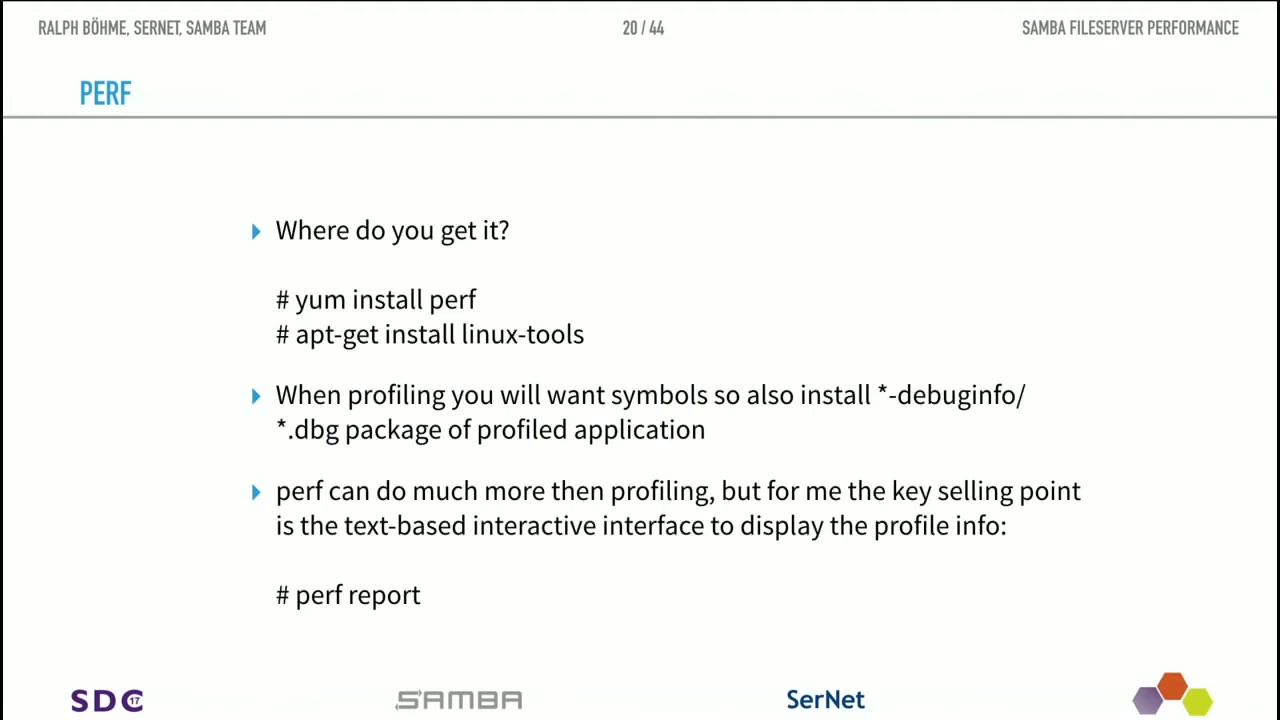 RALPH BÖHME, SERNET, SAMBA TEAM
20 / 44
SAMBA FILESERVER PERFORMANCE
PERF
Where do you get it?
# yum install perf
# apt-get install linux-tools
When profiling you will want symbols so also install *-debuginfo/
*.dbg package of profiled application
perf can do much more then profiling, but for me the key selling point
is the text-based interactive interface to display the profile info:
# perf report
SDC 17
SAMBA
SerNet